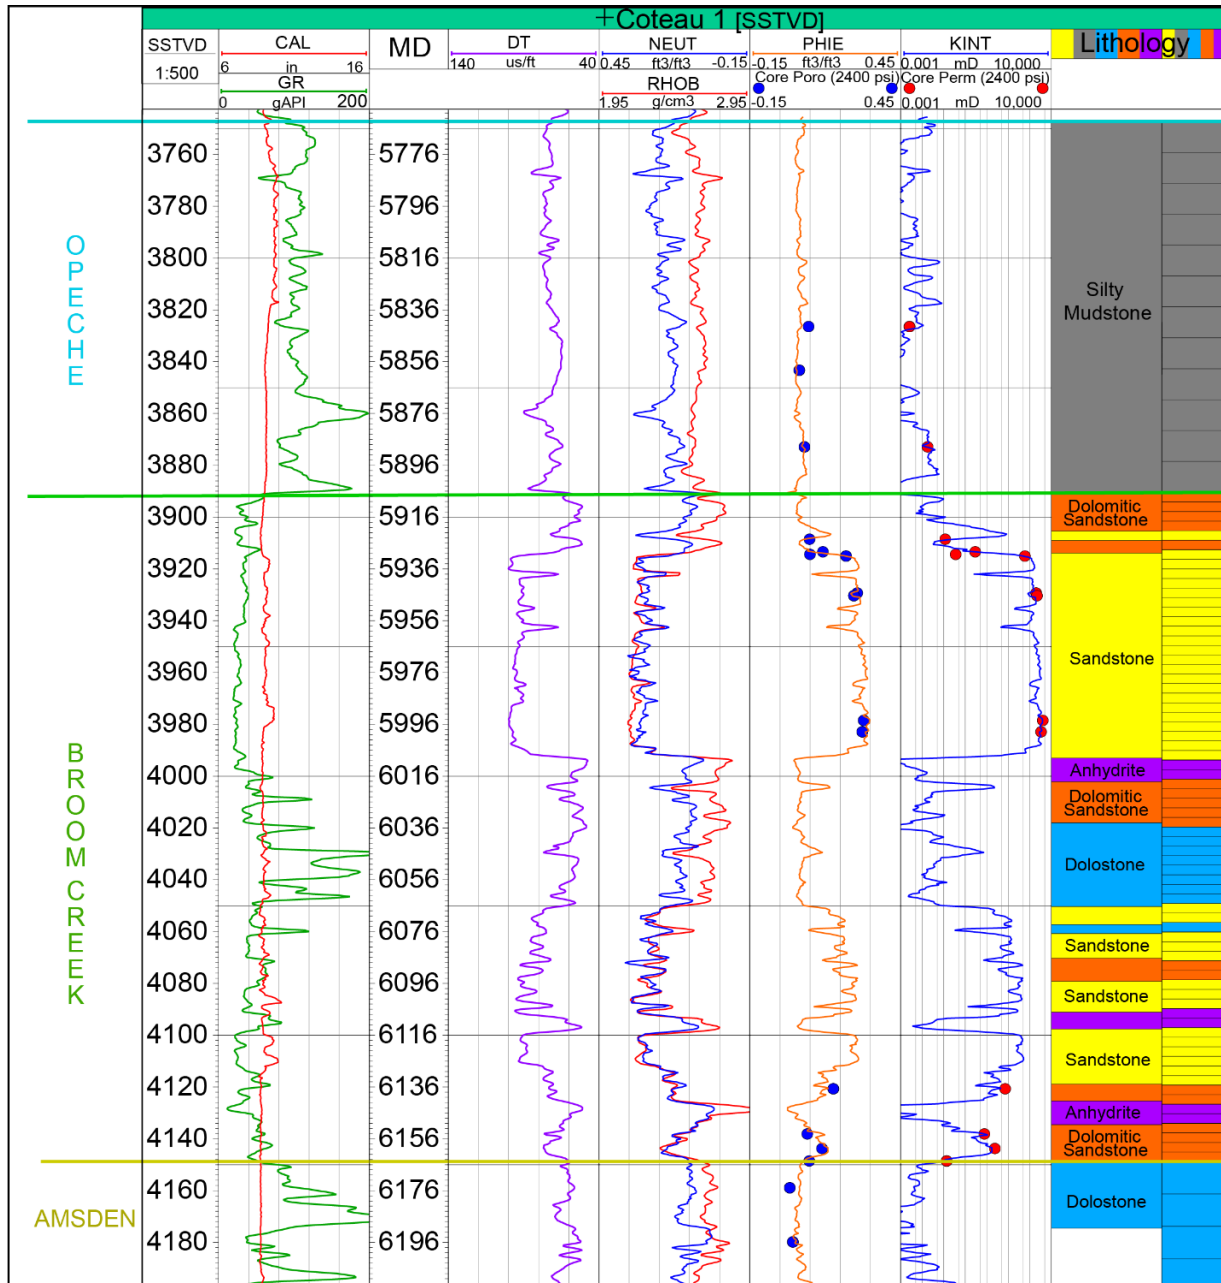 +Coteau 1 [SSTVD]
SSTVD CAL MD DT NEUT PHIE KINT Lithology
6 in 16 140 us/ft 40 0.45 ft3/ft3 -0.15 -0.15 ft3/ft3 0.45 0.001 mD 10,000
1:500 GR RHOB Core Poro (2400 psi) Core Perm (2400 psi)
0 gAPI 200 1.95 g/cm3 2.95 -0.15 0.45 0.001 mD 10,000
3760 5776
3780 5796
3800 5816
3820 5836
3840 5856
3860 5876
3880 5896
3900 5916
3920 5936
3940 5956
3960 5976
3980 5996
4000 6016
4020 6036
4040 6056
4060 6076
4080 6096
4100 6116
4120 6136
4140 6156
4160 6176
4180 6196
OPECHE
BROOM CREEK
AMSDEN
Silty
Mudstone
Dolomitic
Sandstone
Sandstone
Anhydrite
Dolomitic
Sandstone
Dolostone
Sandstone
Sandstone
Sandstone
Anhydrite
Dolomitic
Sandstone
Dolostone